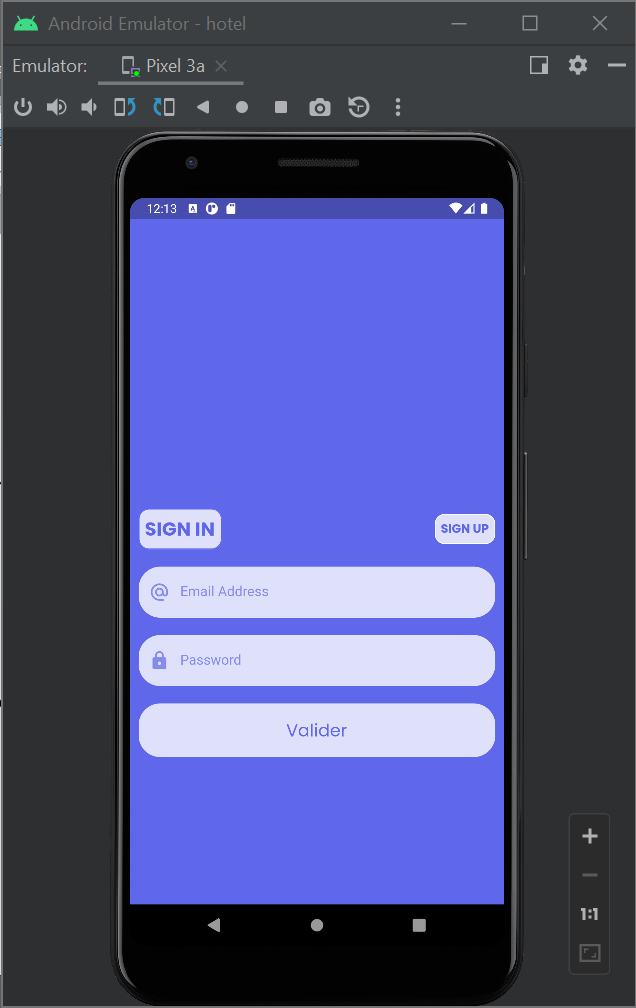 Android Emulator - hotel
Emulator: Pixel 3a
12:13
SIGN IN
SIGN UP
Email Address
Password
Valider
1:1